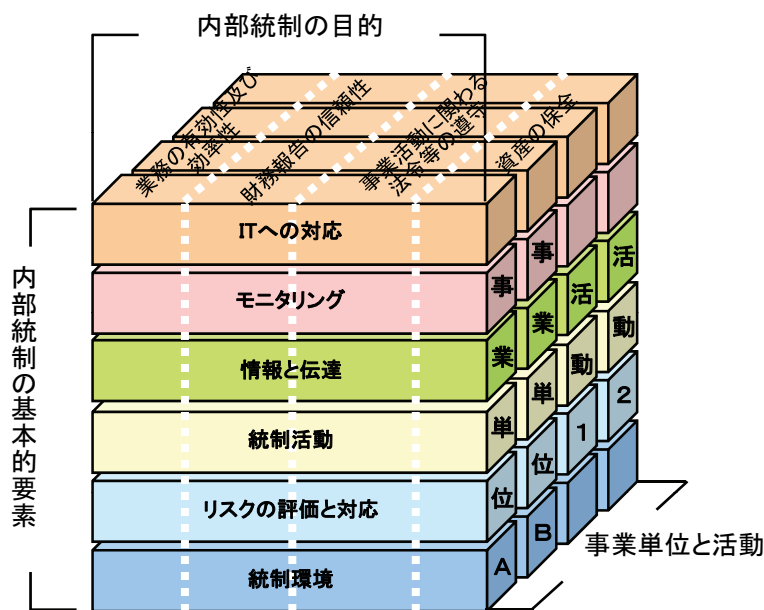 内部統制の目的
業務の有効性及び
効率性
財務報告の信頼性
事業活動に関わる
法令等の遵守
資産の保金
内部統制の基本的要素
ITへの対応
モニタリング
情報と伝達
統制活動
リスクの評価と対応
統制環境
事業単位A
事業単位B
活動1
活動2
事業単位と活動